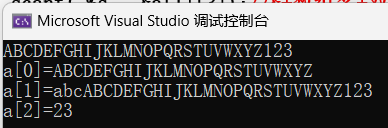 Microsoft Visual Studio 调试控制台
ABCDEFGHIJKLMNOPQRSTUVWXYZ123
a[0]=ABCDEFGHIJKLMNOPQRSTUVWXYZ
a[1]=abcABCDEFGHIJKLMNOPQRSTUVWXYZ123
a[2]=23